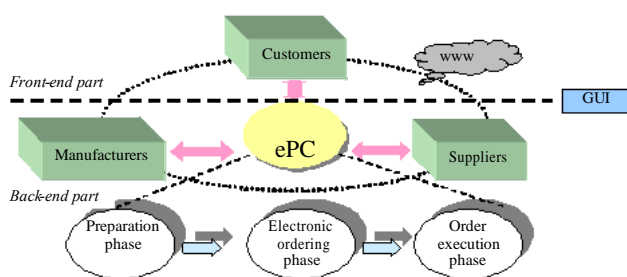 Customers
www
Front-end part
GUI
Manufacturers
ePC
Suppliers
Back-end part
Preparation
phase
Electronic
ordering
phase
Order
execution
phase